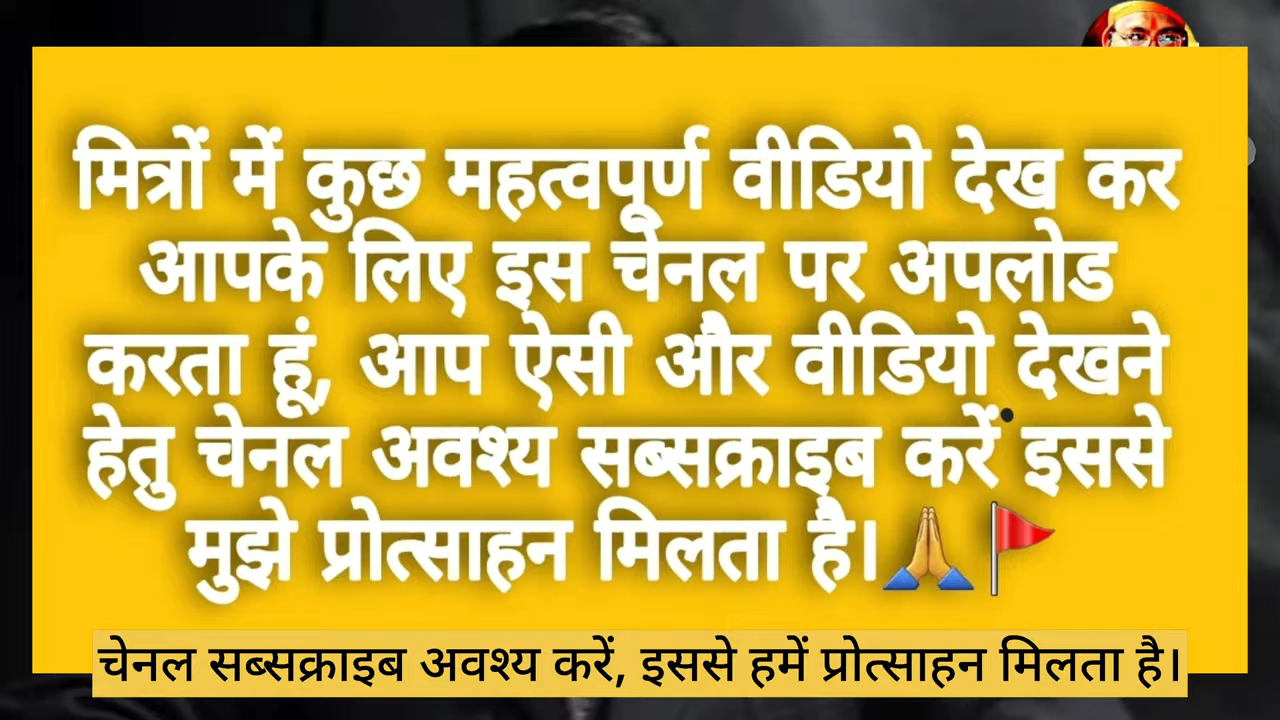 मित्रों में कुछ महत्वपूर्ण वीडियो देख कर
आपके लिए इस चेनल पर अपलोड
करता हूं, आप ऐसी और वीडियो देखने
हेतु चेनल अवश्य सब्सक्राइब करें इससे
मुझे प्रोत्साहन मिलता है।🙏🚩
चेनल सब्सक्राइब अवश्य करें, इससे हमें प्रोत्साहन मिलता है।